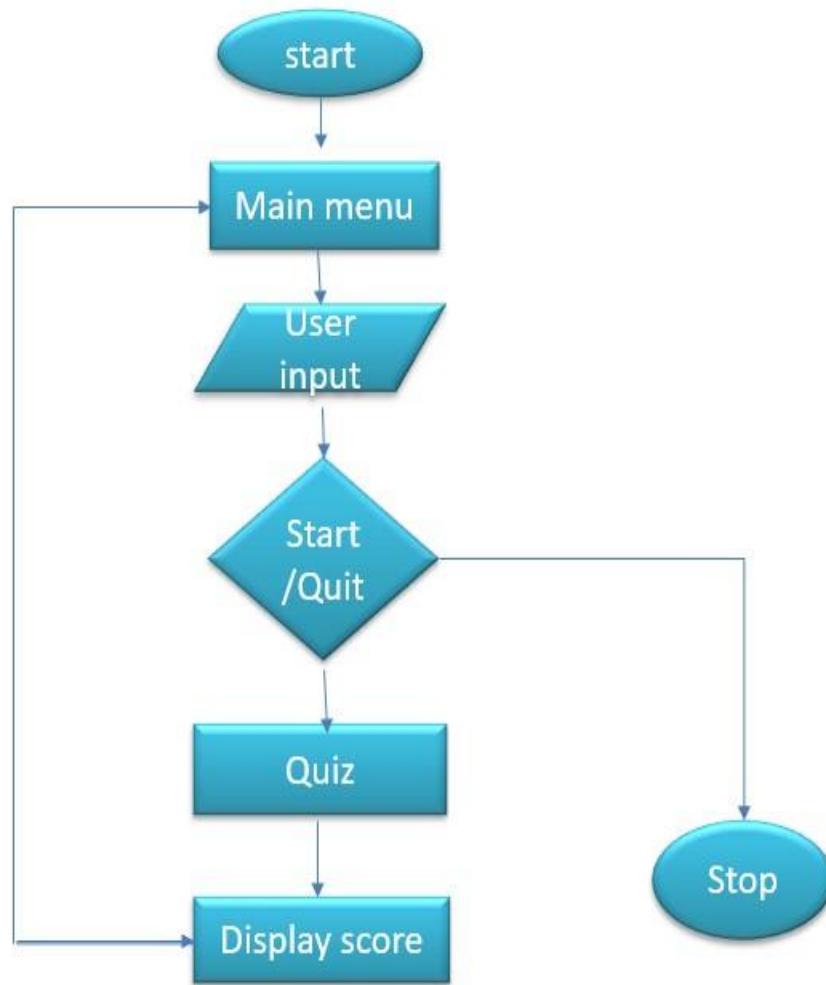 start
Main menu
User
input
Start
/Quit
Quiz
Stop
Display score